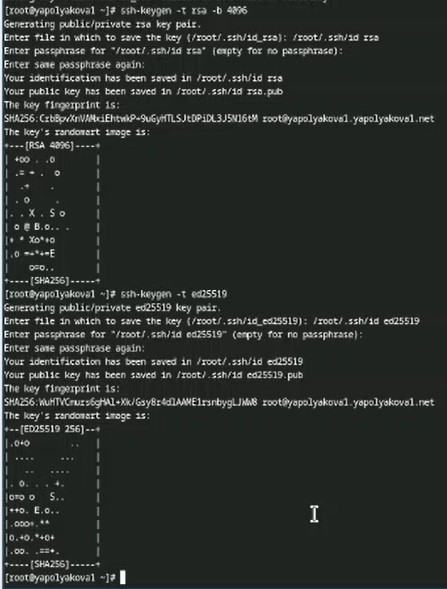 [root@yapolyakova1 ~]# ssh-keygen -t rsa -b 4096
Generating public/private rsa key pair.
Enter file in which to save the key (/root/.ssh/id_rsa): /root/.ssh/id rsa
Enter passphrase for "/root/.ssh/id rsa" (empty for no passphrase):
Enter same passphrase again:
Your identification has been saved in /root/.ssh/id rsa
Your public key has been saved in /root/.ssh/id rsa.pub
The key fingerprint is:
root@yapolyakova1.yapolyakova1.net
The key's randomart image is:
+---[RSA 4096]----+
| +oo . .o        |
| .= + .  o       |
|   .+    .       |
|  . o    .       |
|. . X . S o      |
| o @ B.o.. .     |
|+ * Xo*+o        |
|.o =+*+=E        |
|    o=o..        |
+----[SHA256]-----+
[root@yapolyakova1 ~]# ssh-keygen -t ed25519
Generating public/private ed25519 key pair.
Enter file in which to save the key (/root/.ssh/id_ed25519): /root/.ssh/id ed25519
Enter passphrase for "/root/.ssh/id ed25519" (empty for no passphrase):
Enter same passphrase again:
Your identification has been saved in /root/.ssh/id ed25519
Your public key has been saved in /root/.ssh/id ed25519.pub
The key fingerprint is:
root@yapolyakova1.yapolyakova1.net
The key's randomart image is:
+--[ED25519 256]--+
|.o+o        ..   |
| ....      ...   |
|   ..   ....     |
| . o. . . +.     |
|o=o o   S..      |
|++o. E.o..       |
|.ooo+.**         |
|o.+o.*+o+        |
|.oo. .==+.       |
+----[SHA256]-----+
[root@yapolyakova1 ~]#